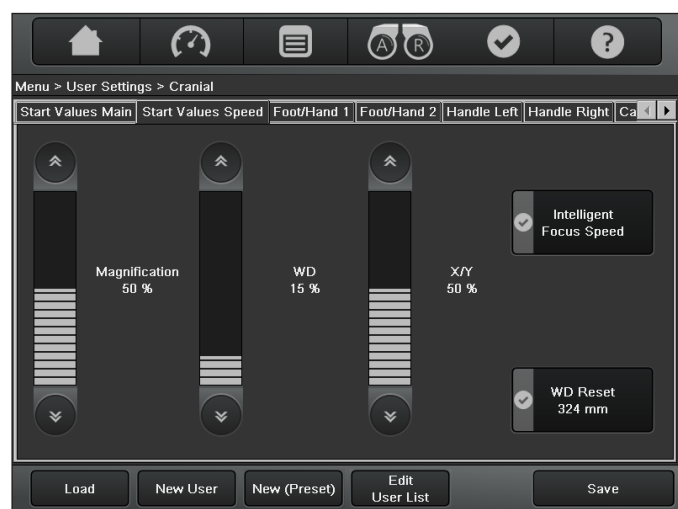 A R ?
Menu > User Settings > Cranial
Start Values Main Start Values Speed Foot/Hand 1 Foot/Hand 2 Handle Left Handle Right Ca
Magnification
50 %
WD
15 %
X/Y
50 %
Intelligent
Focus Speed
WD Reset
324 mm
Load
New User
New (Preset)
Edit
User List
Save